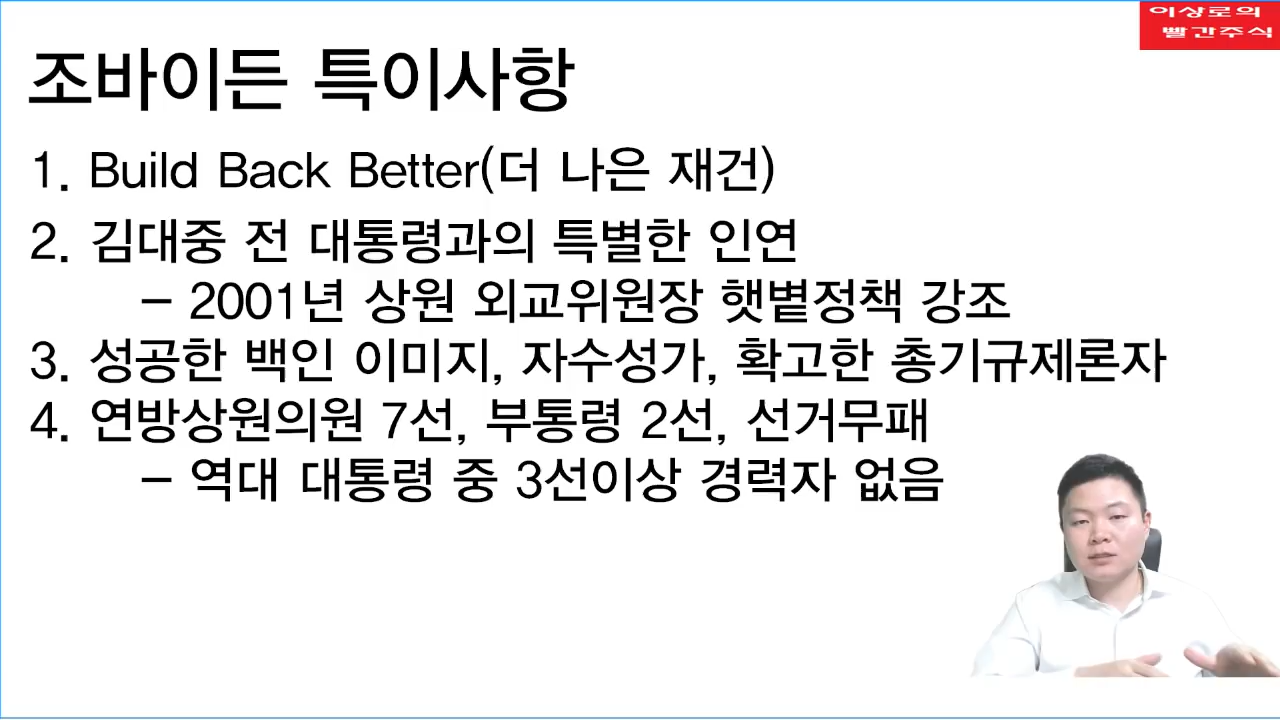 이상로의
빨간주식
조바이든 특이사항
1. Build Back Better(더 나은 재건)
2. 김대중 전 대통령과의 특별한 인연
– 2001년 상원 외교위원장 햇볕정책 강조
3. 성공한 백인 이미지, 자수성가, 확고한 총기규제론자
4. 연방상원의원 7선, 부통령 2선, 선거무패
– 역대 대통령 중 3선이상 경력자 없음